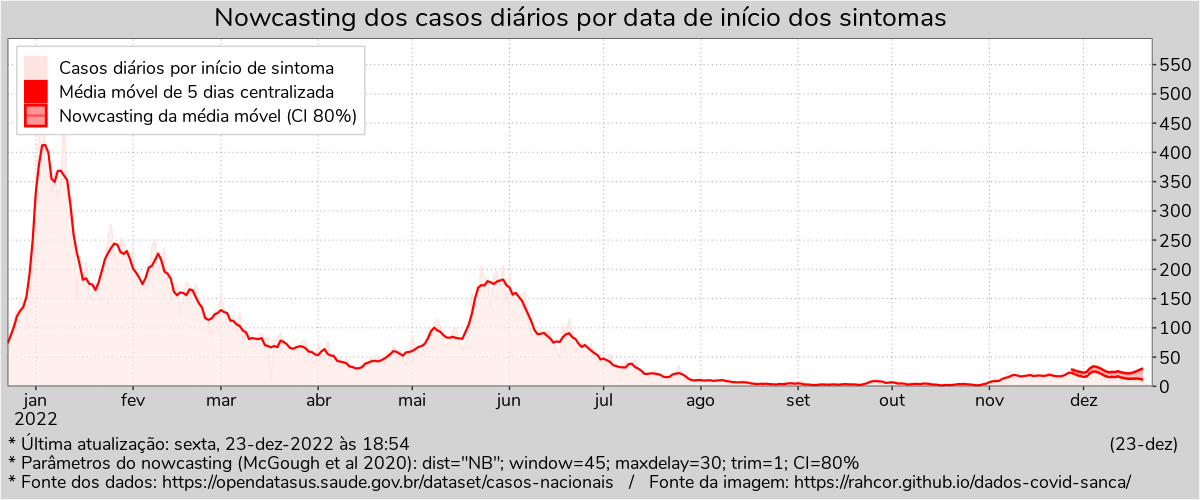 Nowcasting dos casos diários por data de início dos sintomas
Casos diários por início de sintoma
Média móvel de 5 dias centralizada
Nowcasting da média móvel (CI 80%)
550
500
450
400
350
300
250
200
150
100
50
0
jan fev mar abr mai jun jul ago set out nov dez
2022
* Última atualização: sexta, 23-dez-2022 às 18:54 (23-dez)
* Parâmetros do nowcasting (McGough et al 2020): dist="NB"; window=45; maxdelay=30; trim=1; CI=80%
* Fonte dos dados: https://opendatasus.saude.gov.br/dataset/casos-nacionais / Fonte da imagem: https://rahcor.github.io/dados-covid-sanca/